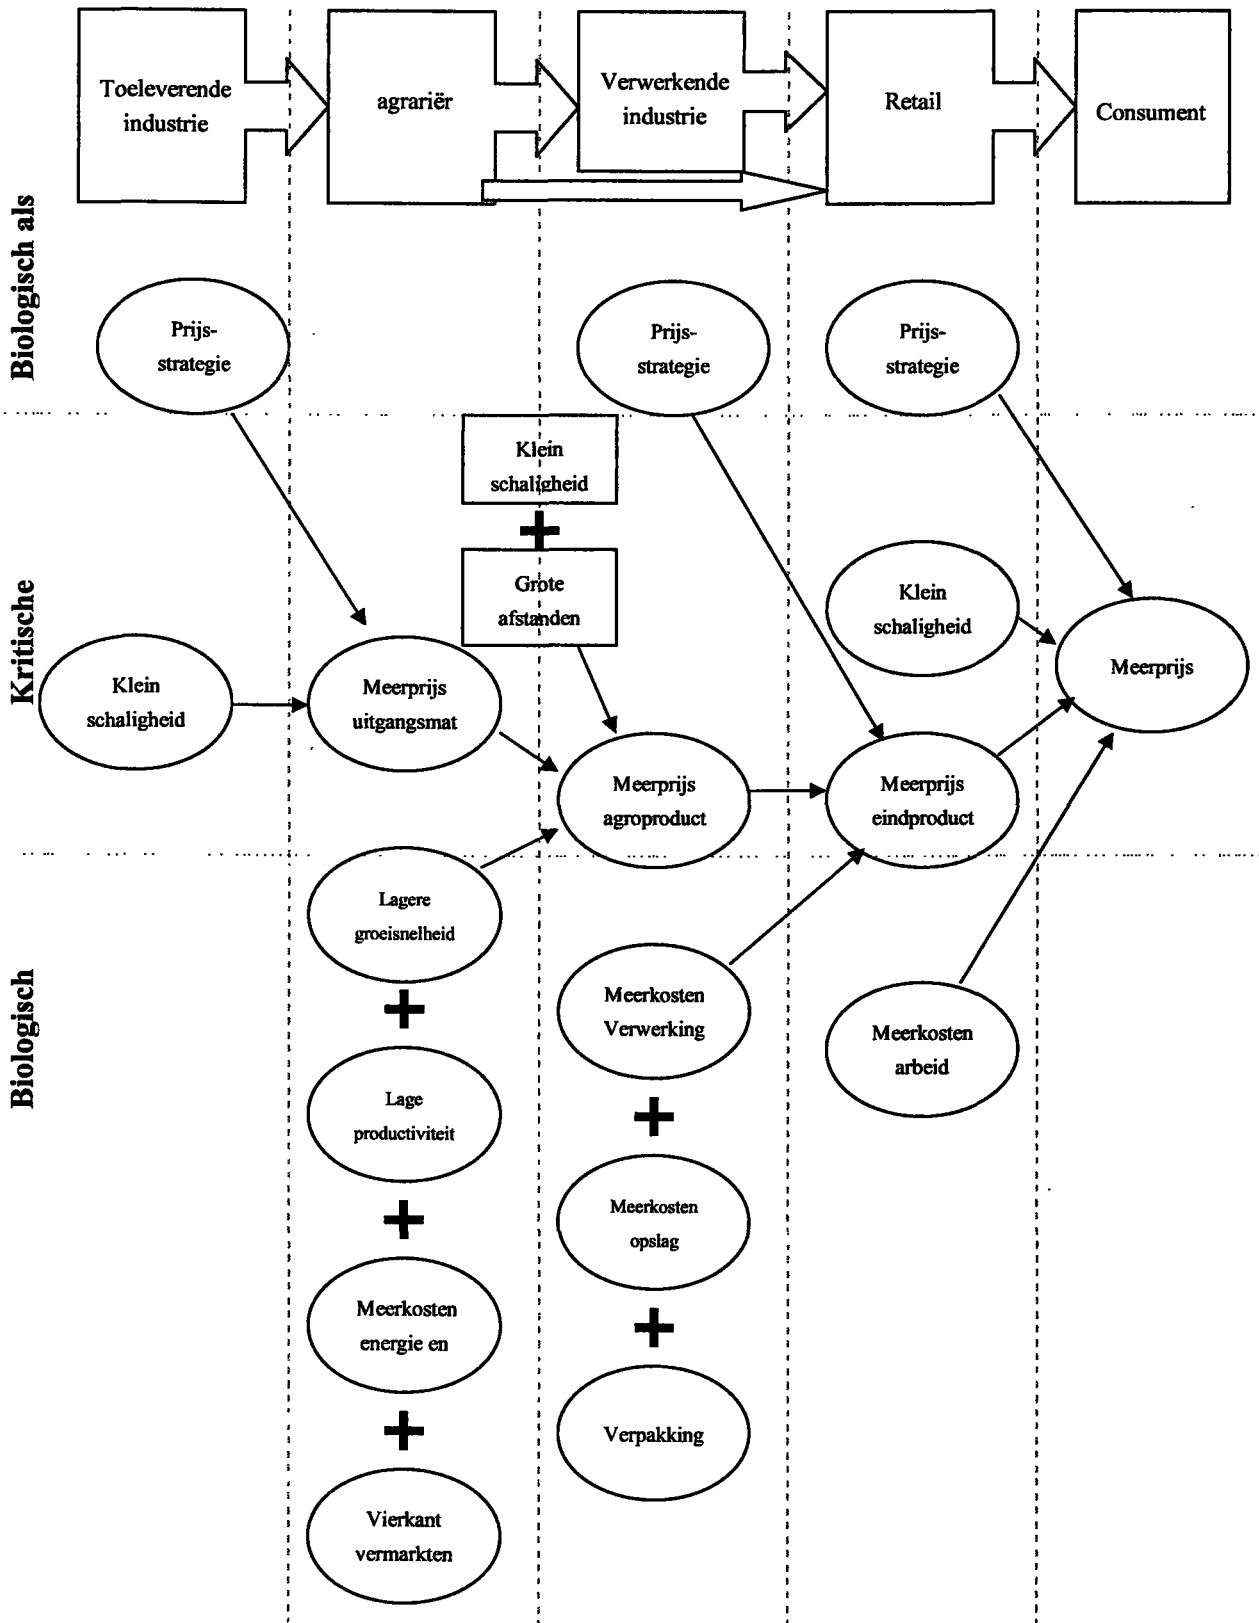 Toeleverende
industrie
agrariër
Verwerkende
industrie
Retail
Consument
Biologisch als
Prijs-
strategie
Prijs-
strategie
Prijs-
strategie
Kritische
Klein
schaligheid
Grote
afstanden
Klein
schaligheid
Klein
schaligheid
Meerprijs
uitgangsmat
Meerprijs
agroproduct
Meerprijs
eindproduct
Meerprijs
Biologisch
Lagere
groeisnelheid
Lage
productiviteit
Meerkosten
energie en
Vierkant
vermarkten
Meerkosten
Verwerking
Meerkosten
opslag
Verpakking
Meerkosten
arbeid